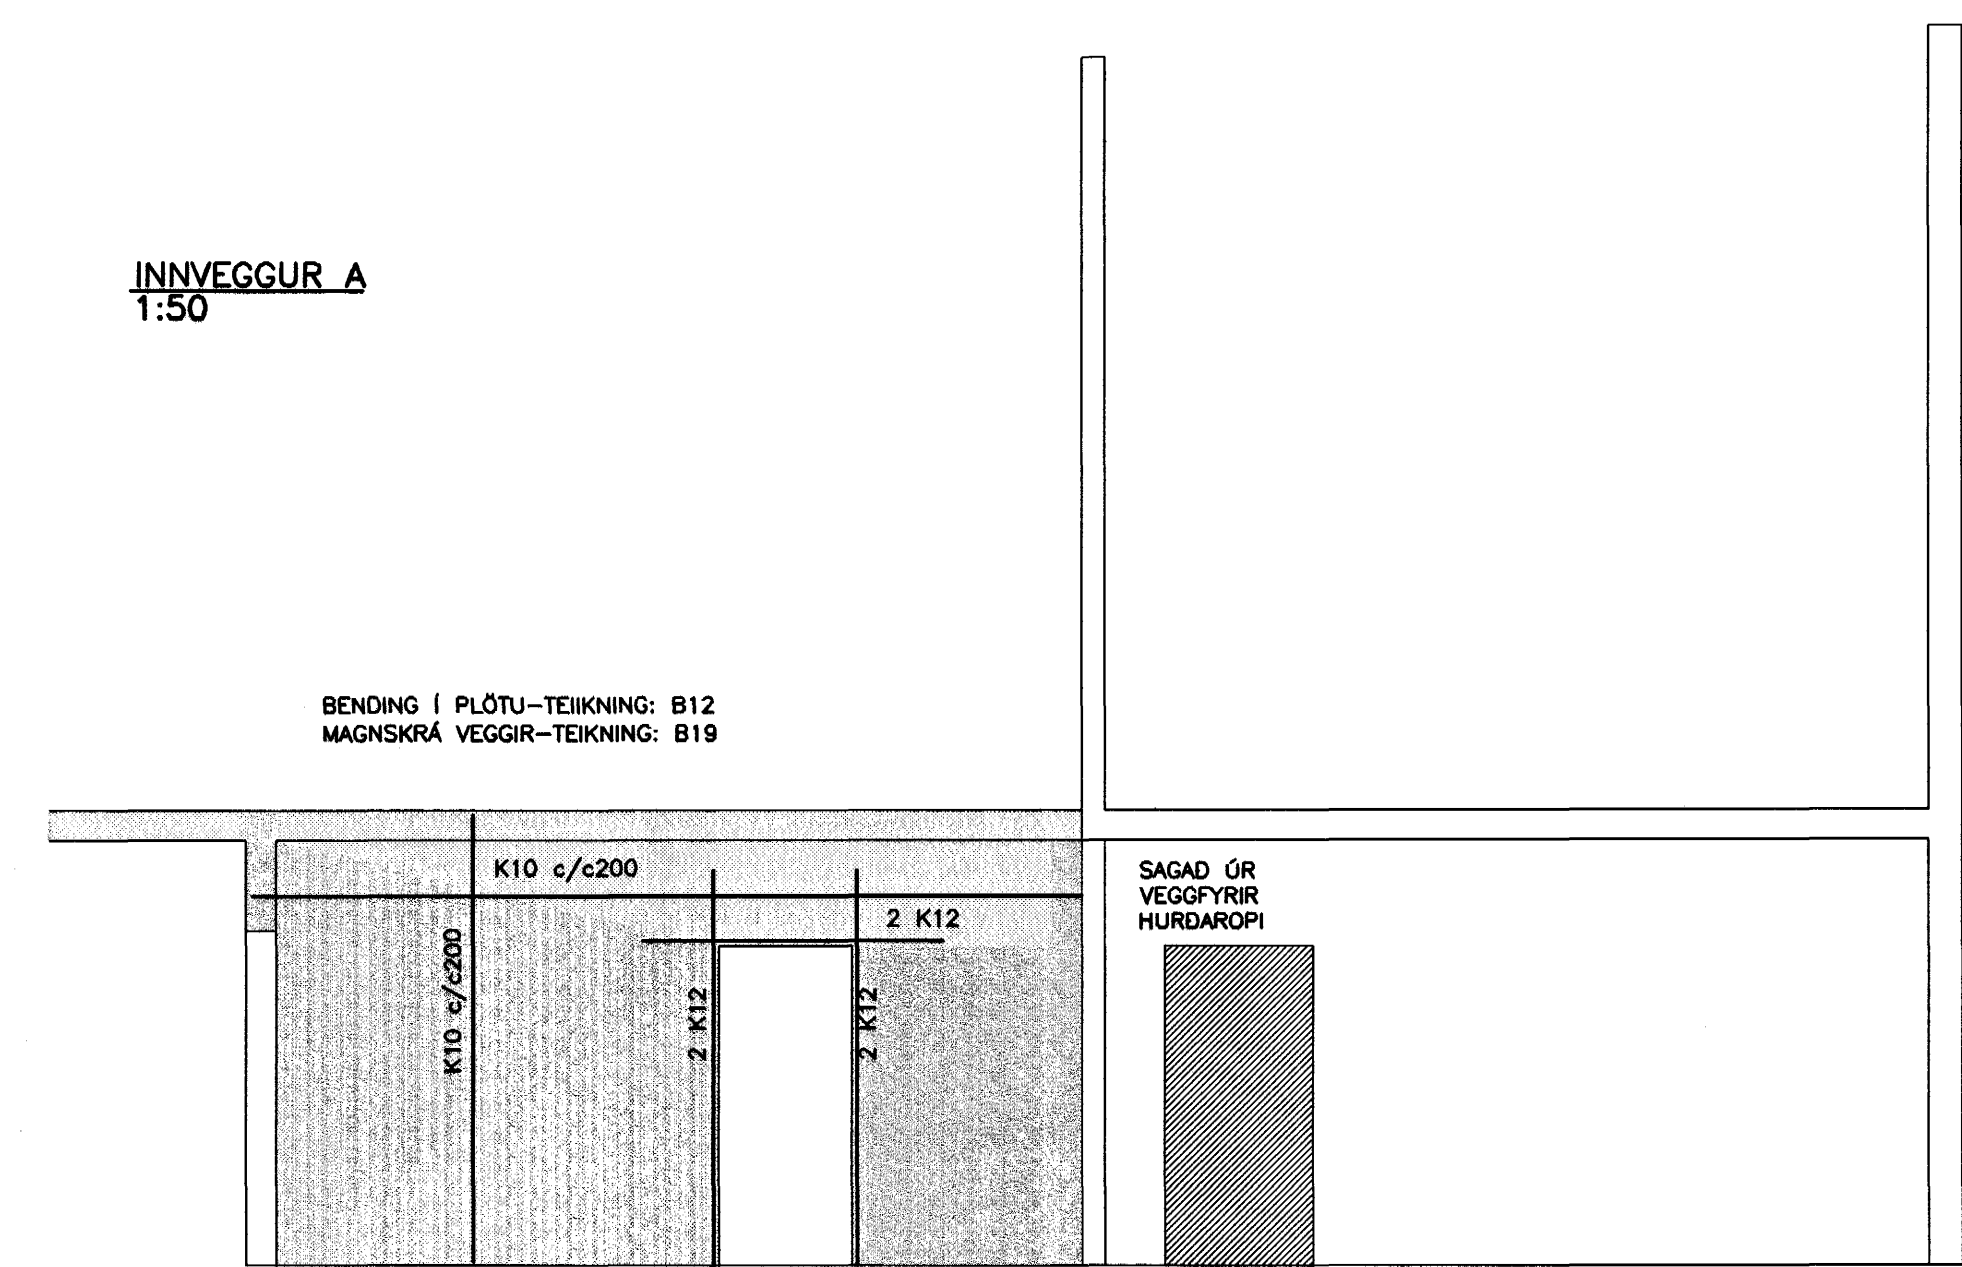 INNVEGGUR A
1:50
BENDING Í PLÖTU-TEIIKNING: B12
MAGNSKRÁ VEGGIR-TEIKNING: B19
K10 c/c200
2 K12
K10 c/c200
2 K12
2 K12
SAGAÐ ÚR
VEGGFYRIR
HURÐAROPI